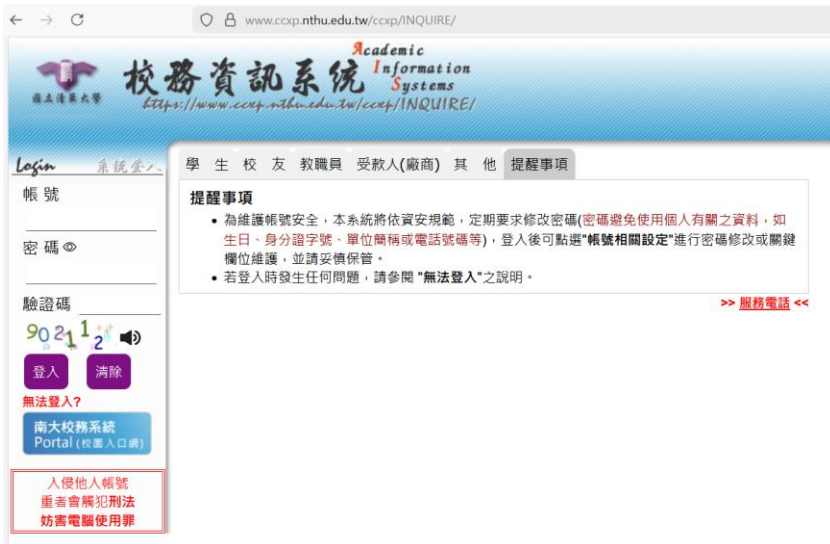 www.ccxp.nthu.edu.tw/ccxp/INQUIRE/
國立清華大學
校務資訊系統
Academic
Information
Systems
https://www.ccxp.nthu.edu.tw/ccxp/INQUIRE/
Login 系統登入
學 生 校 友 教職員 受款人(廠商) 其 他 提醒事項
帳 號
密 碼
驗證碼
902112
登入 清除
無法登入?
南大校務系統
Portal (校園入口網)
入侵他人帳號
重者會觸犯刑法
妨害電腦使用罪
提醒事項
• 為維護帳號安全，本系統將依資安規範，定期要求修改密碼(密碼避免使用個人有關之資料，如
生日、身分證字號、單位簡稱或電話號碼等)，登入後可點選"帳號相關設定"進行密碼修改或關鍵
欄位維護，並請妥慎保管。
• 若登入時發生任何問題，請參閱 "無法登入"之說明。
>> 服務電話 <<